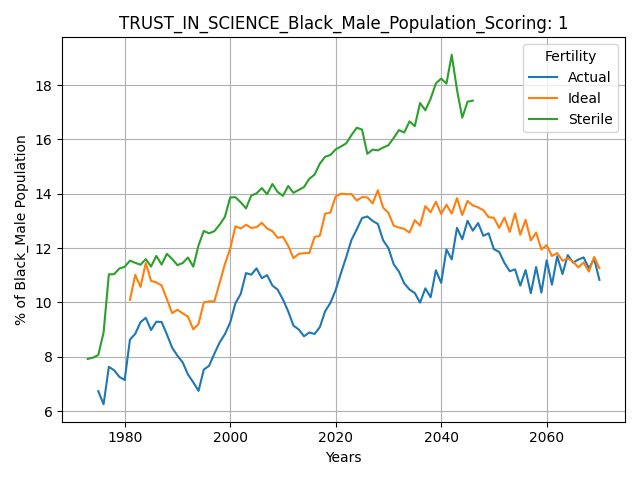 TRUST_IN_SCIENCE_Black_Male_Population_Scoring: 1
Fertility
Actual
Ideal
Sterile
% of Black_Male Population
18
16
14
12
10
8
6
1980
2000
2020
2040
2060
Years